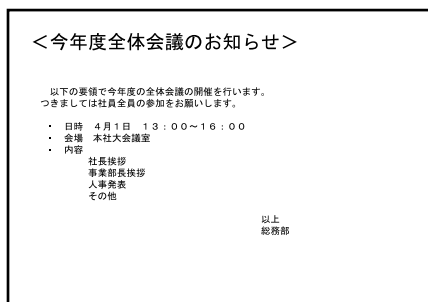 ＜今年度全体会議のお知らせ＞
以下の要領で今年度の全体会議の開催を行います。
つきましては社員全員の参加をお願いします。
・ 日時　４月１日　１３：００～１６：００
・ 会場　本社大会議室
・ 内容
社長挨拶
事業部長挨拶
人事発表
その他
以上
総務部